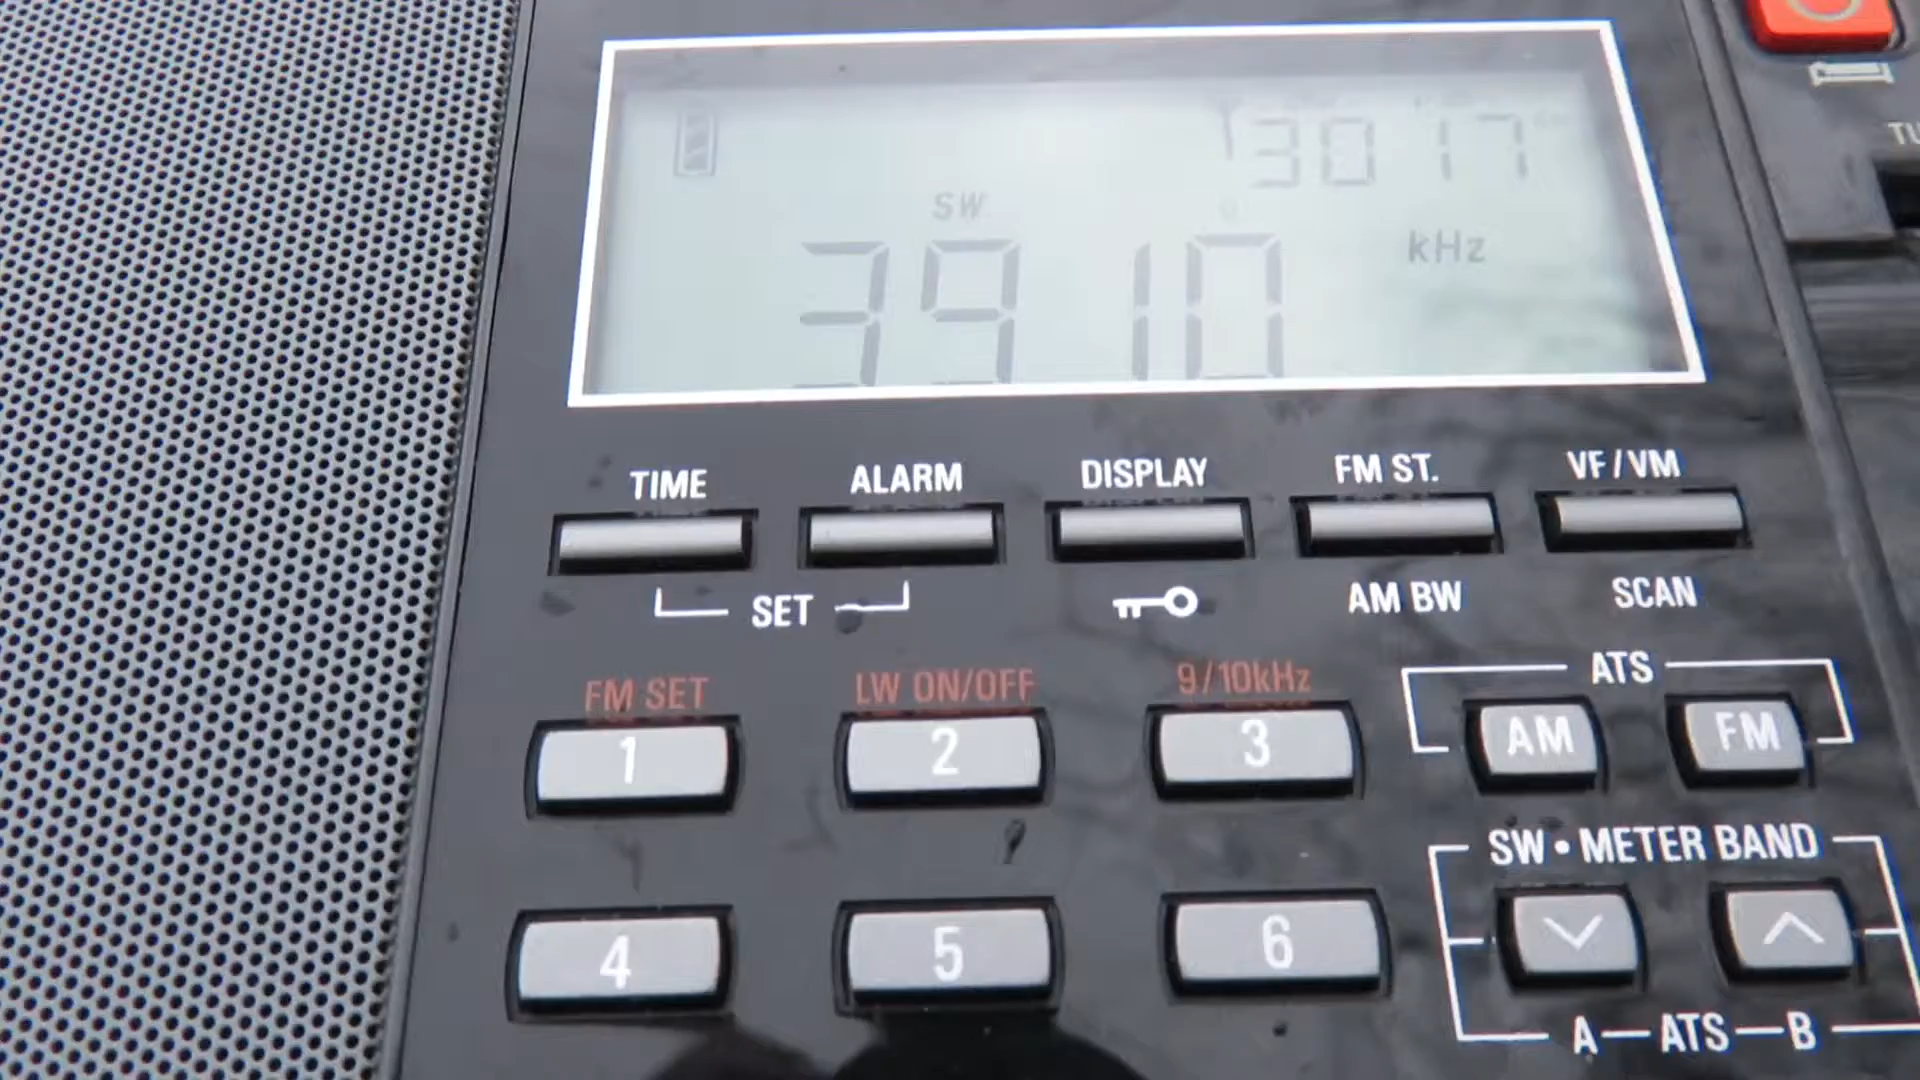 30 17
SW
3910 kHz
TIME ALARM DISPLAY FM ST. VF/VM
SET AM BW SCAN
FM SET LW ON/OFF 9/10kHz ATS
1 2 3 AM FM
SW•METER BAND
4 5 6
A—ATS—B